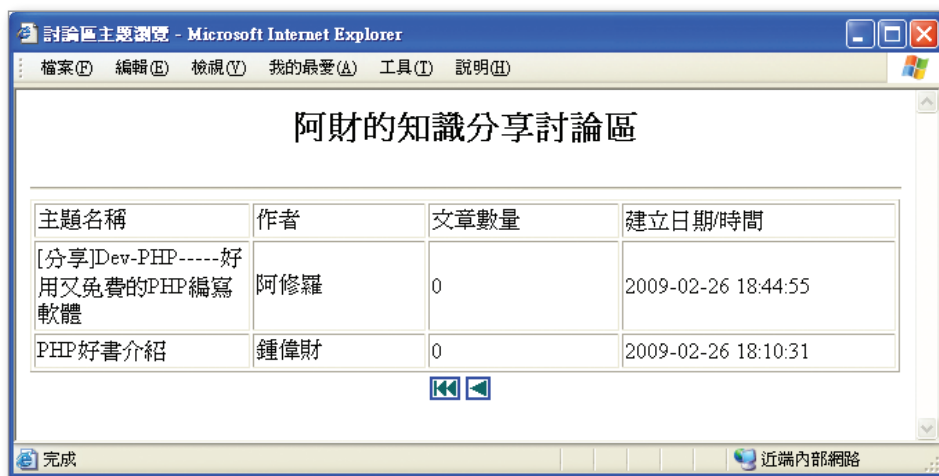 討論區主題瀏覽 - Microsoft Internet Explorer
檔案(F) 編輯(E) 檢視(V) 我的最愛(A) 工具(T) 說明(H)
阿財的知識分享討論區
主題名稱 作者 文章數量 建立日期/時間
[分享]Dev-PHP-----好
用又免費的PHP編寫
軟體
阿修羅 0 2009-02-26 18:44:55
PHP好書介紹 鍾偉財 0 2009-02-26 18:10:31
完成 近端內部網路